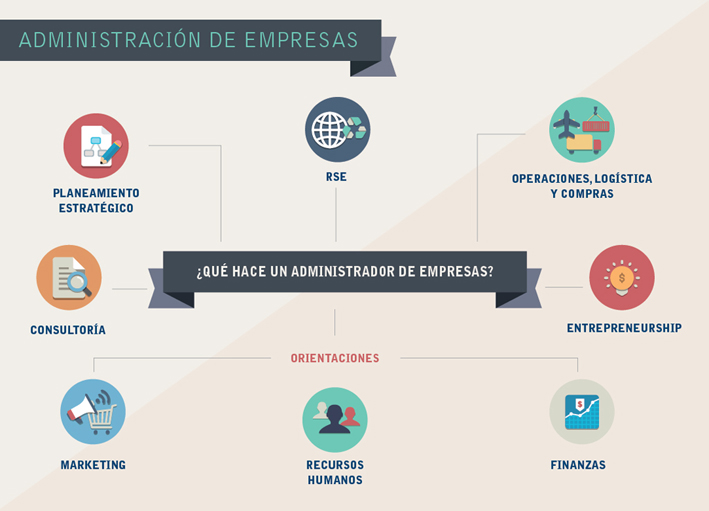 ADMINISTRACIÓN DE EMPRESAS
RSE
PLANEAMIENTO
ESTRATÉGICO
OPERACIONES, LOGÍSTICA
Y COMPRAS
¿QUÉ HACE UN ADMINISTRADOR DE EMPRESAS?
$
CONSULTORÍA
ENTREPRENEURSHIP
ORIENTACIONES
$
MARKETING
RECURSOS
HUMANOS
FINANZAS